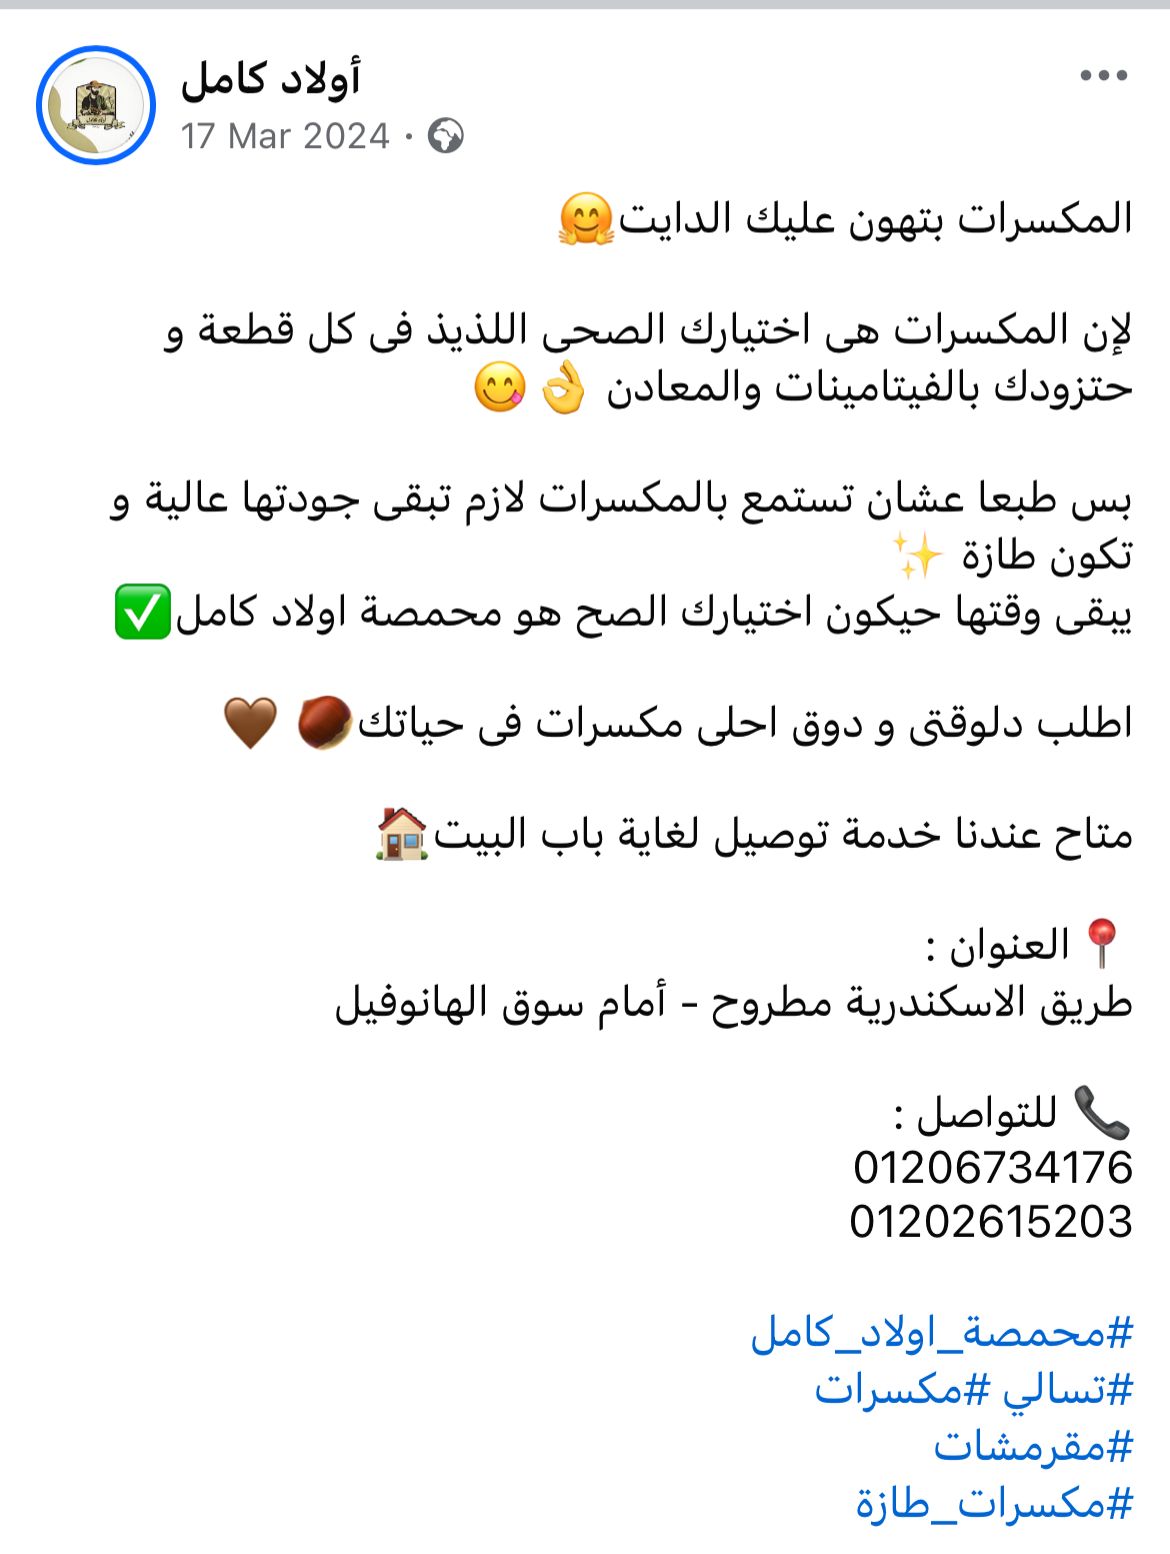 أولاد كامل
17 Mar 2024 ·
المكسرات بتهون عليك الدايت🤗
لإن المكسرات هى اختيارك الصحى اللذيذ فى كل قطعة و
حتزودك بالفيتامينات والمعادن 👌😋
بس طبعا عشان تستمع بالمكسرات لازم تبقى جودتها عالية و
تكون طازة ✨
يبقى وقتها حيكون اختيارك الصح هو محمصة اولاد كامل✅
اطلب دلوقتى و دوق احلى مكسرات فى حياتك🌰 🤎
متاح عندنا خدمة توصيل لغاية باب البيت🏠
📍 العنوان :
طريق الاسكندرية مطروح - أمام سوق الهانوفيل
📞 للتواصل :
01206734176
01202615203
#محمصة_اولاد_كامل
#تسالي #مكسرات
#مقرمشات
#مكسرات_طازة